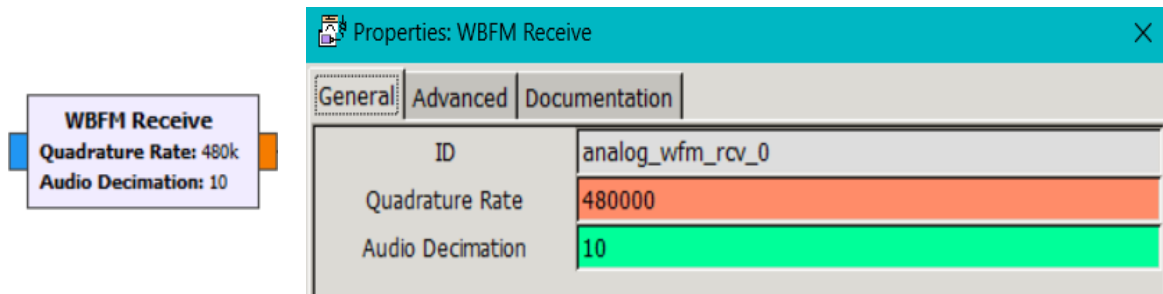 WBFM Receive
Quadrature Rate: 480k
Audio Decimation: 10
Properties: WBFM Receive
General Advanced Documentation
ID analog_wfm_rcv_0
Quadrature Rate 480000
Audio Decimation 10